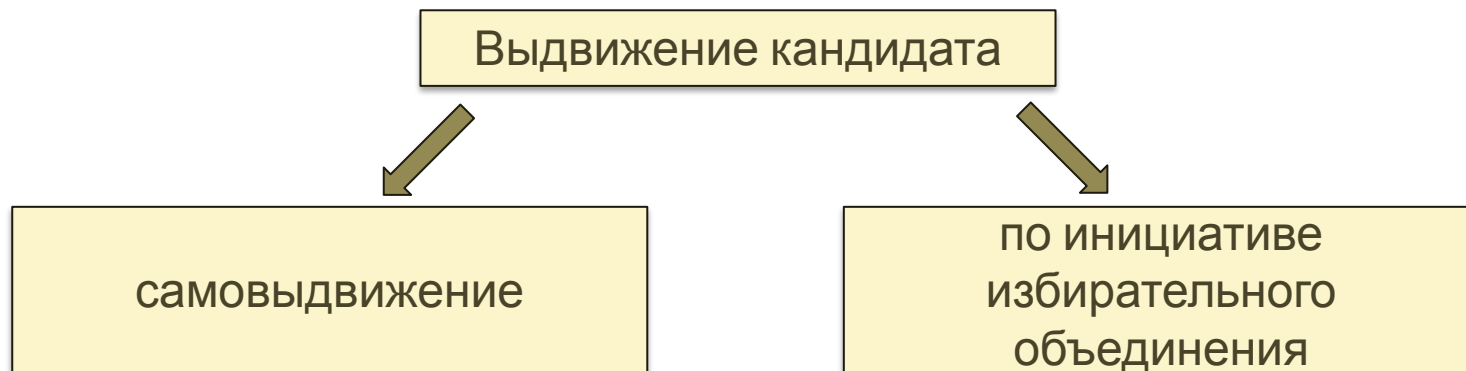 Выдвижение кандидата
самовыдвижение
по инициативе
избирательного
объединения